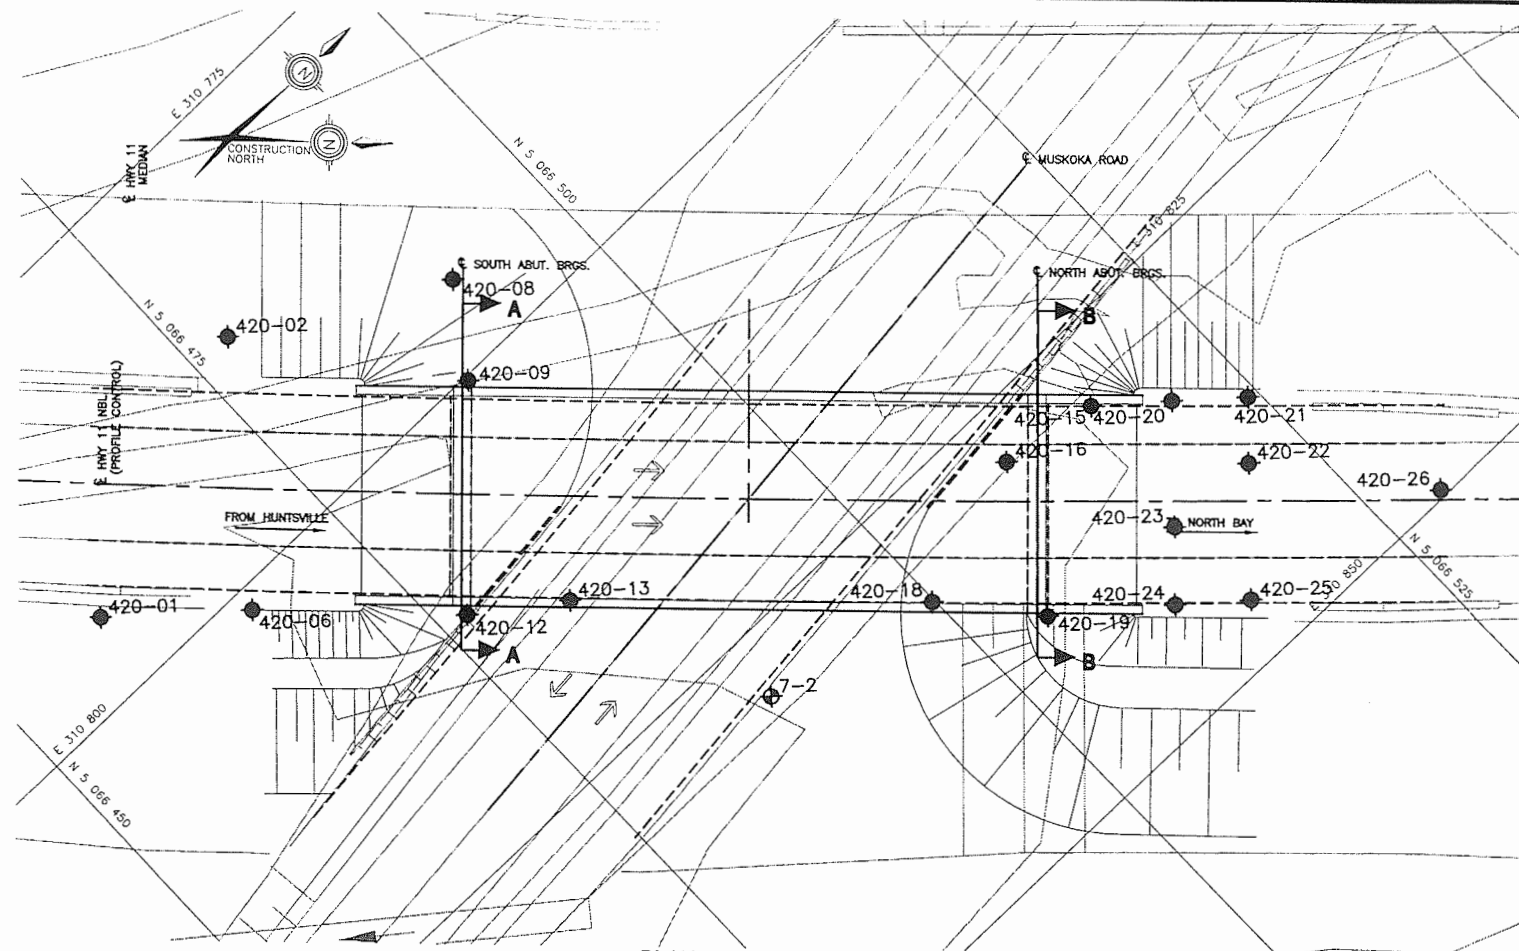 E 310 775
N
N
CONSTRUCTION
NORTH
℄ HWY 11
MEDIAN
N 5 066 500
℄ MUSKOKA ROAD
E 310 825
℄ SOUTH ABUT. BRGS.
℄ NORTH ABUT. BRGS.
420-08
A
B
420-02
N 5 066 475
420-09
℄ HWY 11 NBL
(PROFILE CONTROL)
420-15
420-20
420-21
420-16
420-22
420-26
FROM HUNTSVILLE
420-23
NORTH BAY
N 5 066 525
420-01
420-06
420-12
420-13
420-18
420-19
420-24
420-25
310 850
A
B
7-2
E 310 800
N 5 066 450